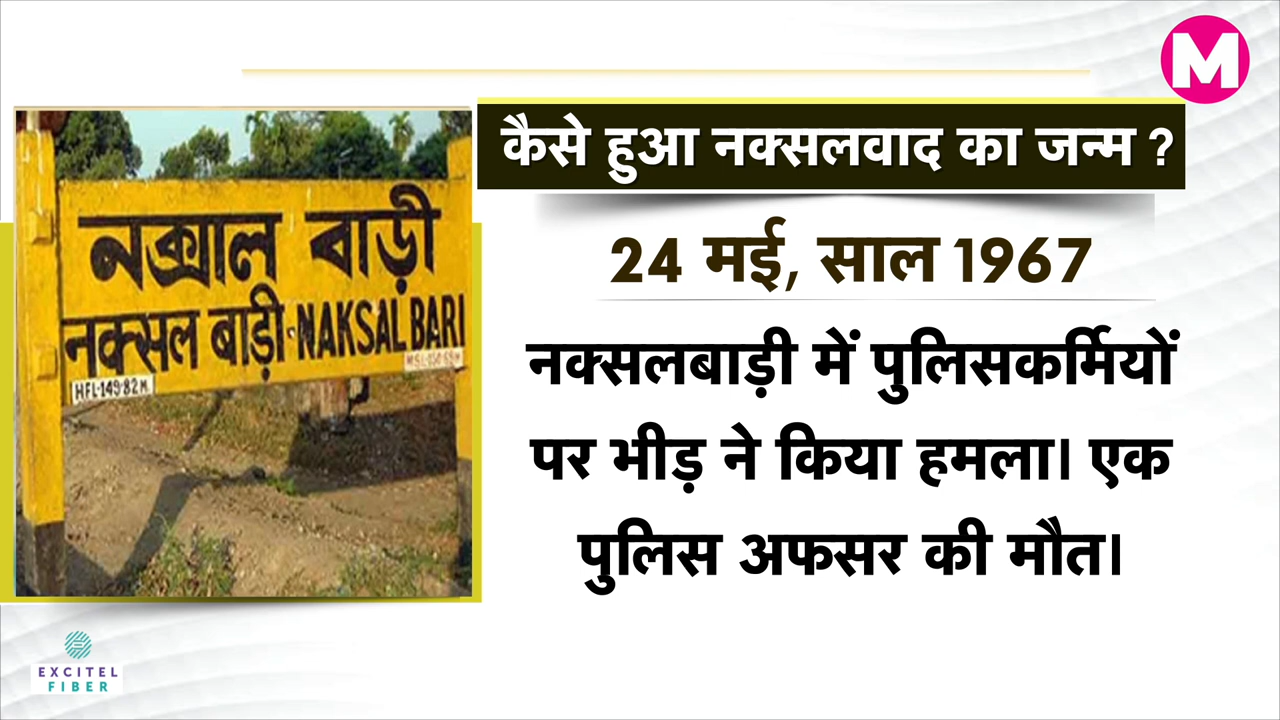 M
कैसे हुआ नक्सलवाद का जन्म ?
24 मई, साल 1967
नक्सलबाड़ी में पुलिसकर्मियों
पर भीड़ ने किया हमला। एक
पुलिस अफसर की मौत।
নকশাল বাড়ী
नक्सल बाड़ी-NAKSAL BARI
HFL-149·82 M.
EXCITEL
FIBER